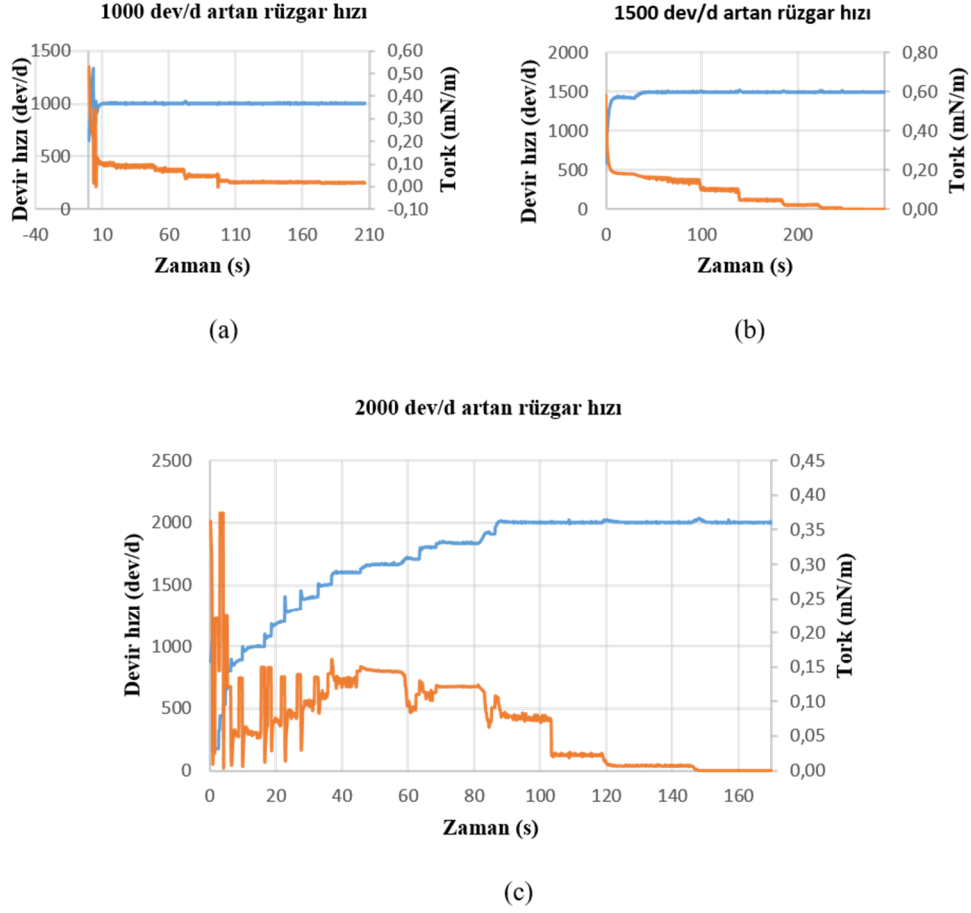 1000 dev/d artan rüzgar hızı
1500
1000
500
0
Devir hızı (dev/d)
0,60
0,50
0,40
0,30
0,20
0,10
0,00
-0,10
Tork (mN/m)
-40 10 60 110 160 210
Zaman (s)
(a)
1500 dev/d artan rüzgar hızı
2000
1500
1000
500
0
Devir hızı (dev/d)
0,80
0,60
0,40
0,20
0,00
Tork (mN/m)
0 100 200
Zaman (s)
(b)
2000 dev/d artan rüzgar hızı
2500
2000
1500
1000
500
0
Devir hızı (dev/d)
0,45
0,40
0,35
0,30
0,25
0,20
0,15
0,10
0,05
0,00
Tork (mN/m)
0 20 40 60 80 100 120 140 160
Zaman (s)
(c)